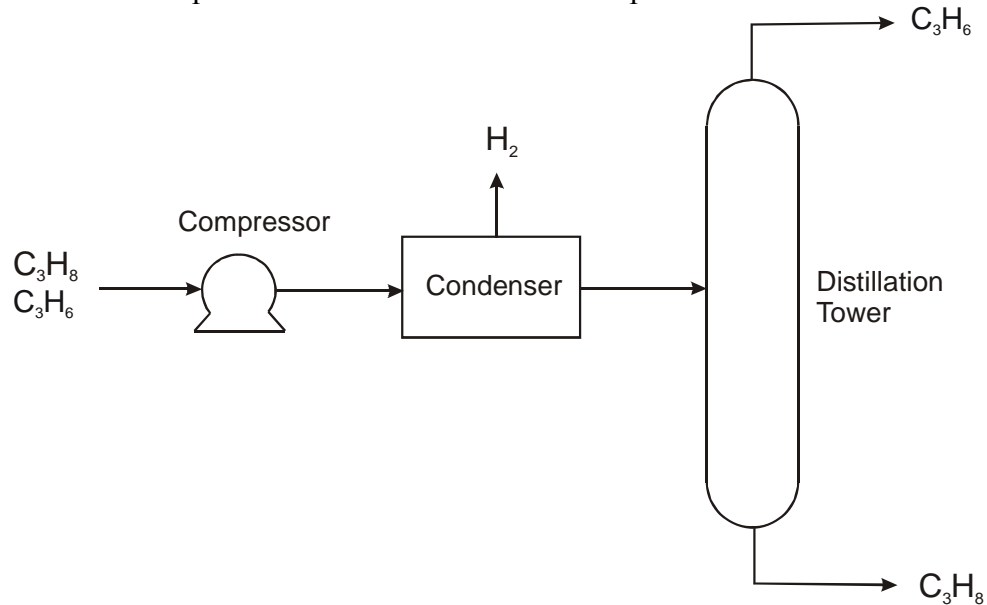 C₃H₆
H₂
Compressor
C₃H₈
C₃H₆
Condenser
Distillation
Tower
C₃H₈